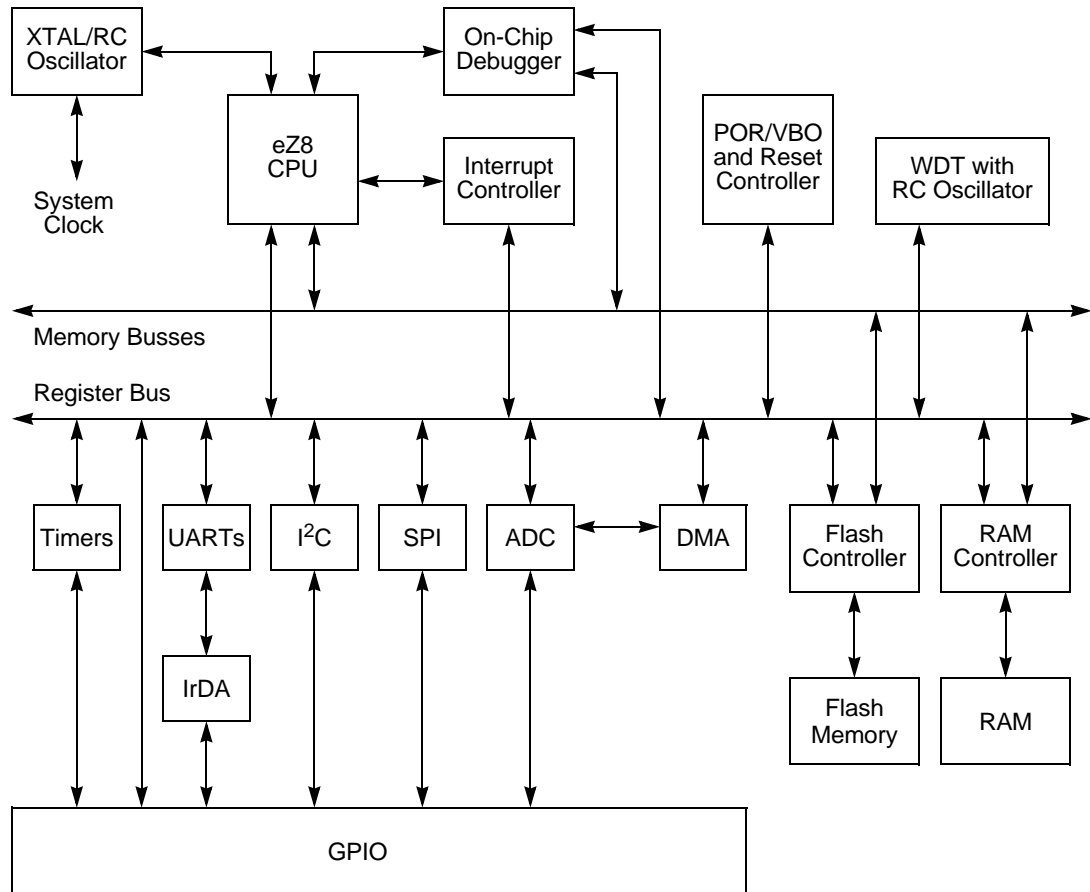 XTAL/RC
Oscillator
On-Chip
Debugger
eZ8
CPU
Interrupt
Controller
POR/VBO
and Reset
Controller
WDT with
RC Oscillator
System
Clock
Memory Busses
Register Bus
Timers
UARTs
I²C
SPI
ADC
DMA
Flash
Controller
RAM
Controller
IrDA
Flash
Memory
RAM
GPIO